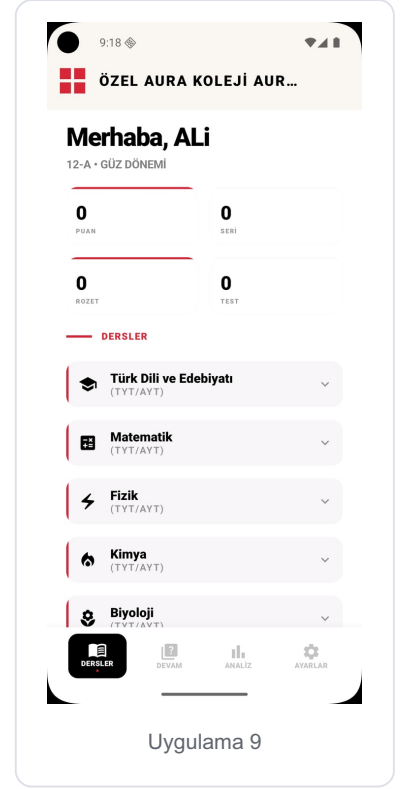 9:18
ÖZEL AURA KOLEJİ AUR...
Merhaba, ALi
12-A • GÜZ DÖNEMİ
0
PUAN
0
SERİ
0
ROZET
0
TEST
DERSLER
Türk Dili ve Edebiyatı
(TYT/AYT)
Matematik
(TYT/AYT)
Fizik
(TYT/AYT)
Kimya
(TYT/AYT)
Biyoloji
(TYT/AYT)
DERSLER
DEVAM
ANALİZ
AYARLAR
Uygulama 9